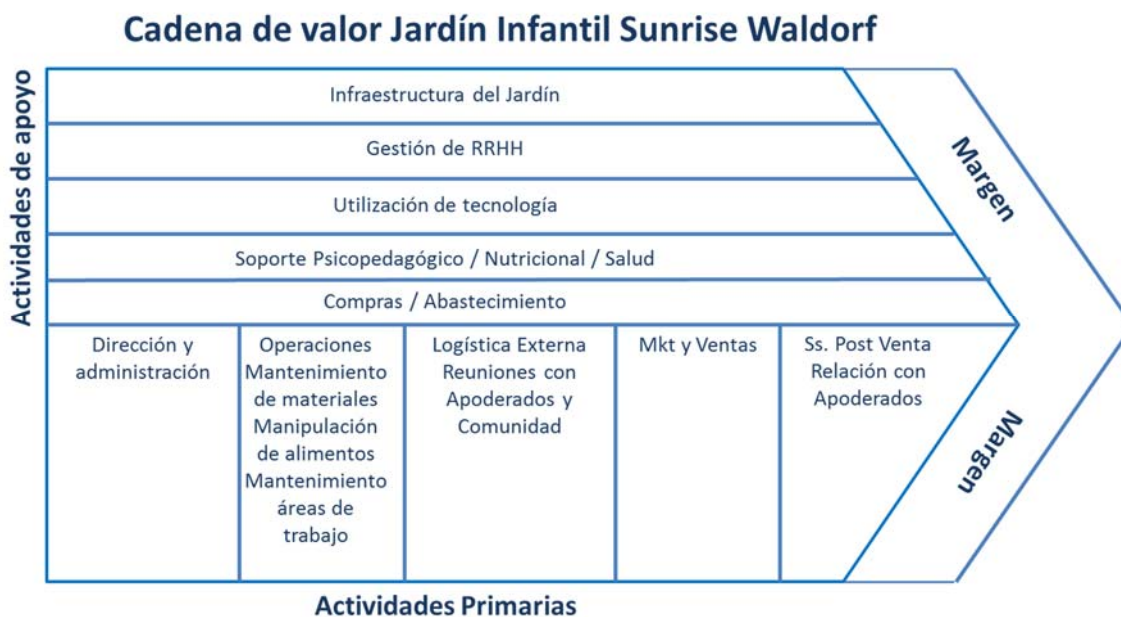 Cadena de valor Jardín Infantil Sunrise Waldorf
Actividades de apoyo
Infraestructura del Jardín
Gestión de RRHH
Utilización de tecnología
Soporte Psicopedagógico / Nutricional / Salud
Compras / Abastecimiento
Margen
Dirección y
administración
Operaciones
Mantenimiento
de materiales
Manipulación
de alimentos
Mantenimiento
áreas de
trabajo
Logística Externa
Reuniones con
Apoderados y
Comunidad
Mkt y Ventas
Ss. Post Venta
Relación con
Apoderados
Margen
Actividades Primarias